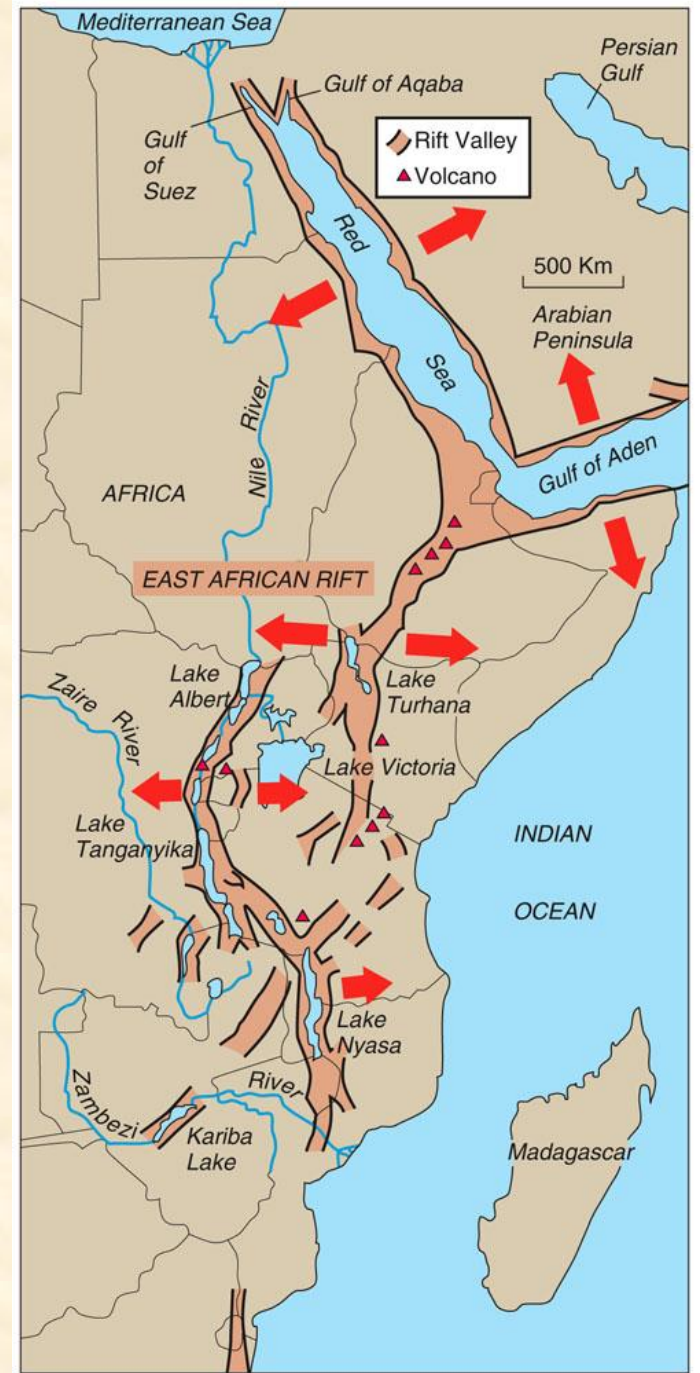 Mediterranean Sea
Persian
Gulf
Gulf of Aqaba
Gulf
of
Suez
Rift Valley
Volcano
Red
Sea
500 Km
Arabian
Peninsula
Nile River
AFRICA
Gulf of Aden
EAST AFRICAN RIFT
Lake
Albert
Zaire River
Lake
Turhana
Lake Victoria
Lake
Tanganyika
INDIAN
OCEAN
Lake
Nyasa
Zambezi River
Kariba
Lake
Madagascar